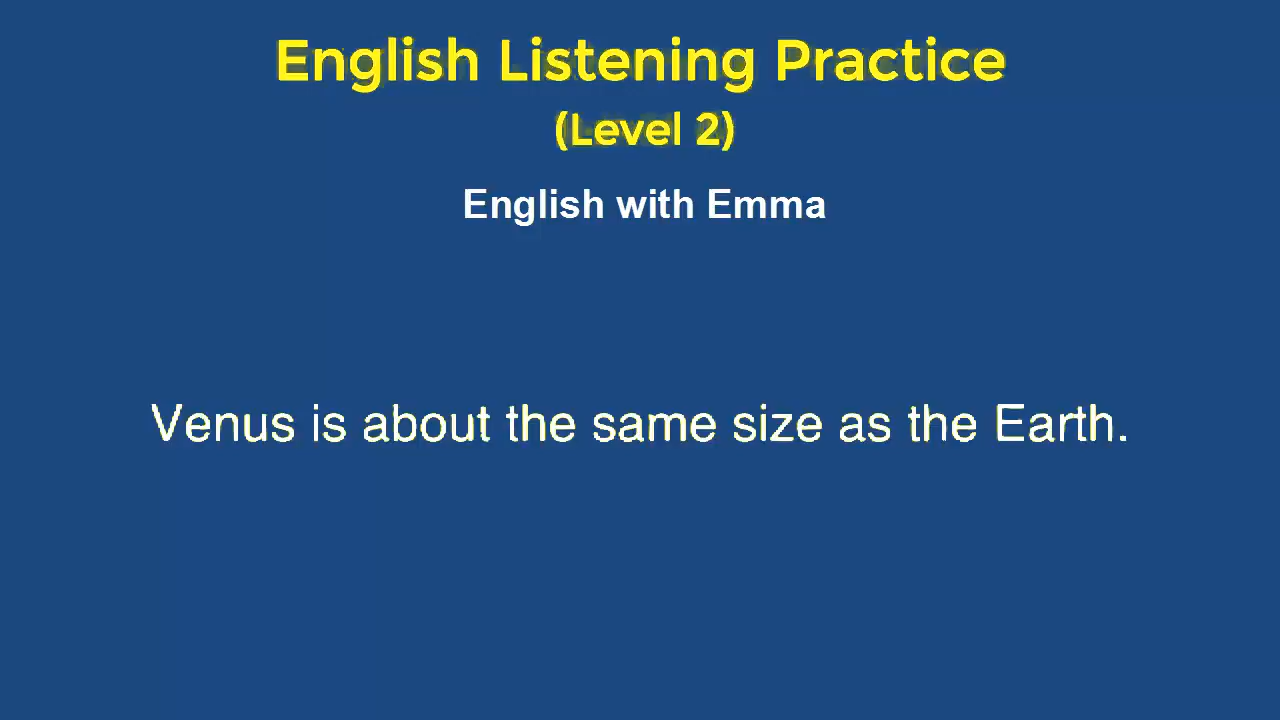 English Listening Practice
(Level 2)
English with Emma
Venus is about the same size as the Earth.